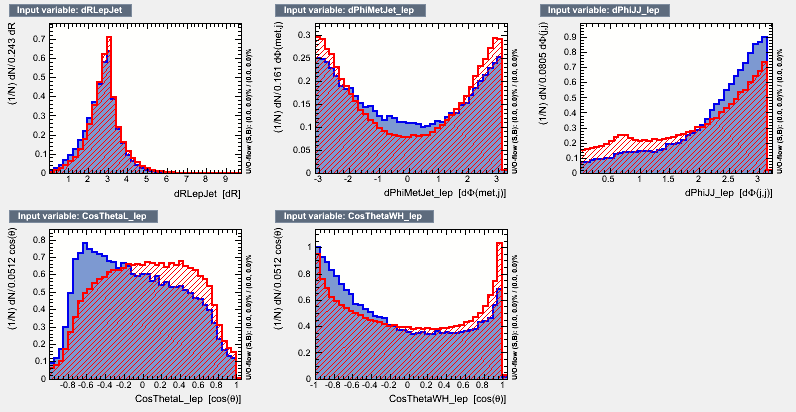 Input variable: dRLepJet
(1/N) dN/ 0.243 dR
0.7
0.6
0.5
0.4
0.3
0.2
0.1
0
1 2 3 4 5 6 7 8 9
dRLepJet [dR]
U/O-flow (S,B): (0.0, 0.0)% / (0.0, 0.0)%
Input variable: dPhiMetJet_lep
(1/N) dN/ 0.161 dΦ(met,j)
0.3
0.25
0.2
0.15
0.1
0.05
0
-3 -2 -1 0 1 2 3
dPhiMetJet_lep [dΦ(met,j)]
U/O-flow (S,B): (0.0, 0.0)% / (0.0, 0.0)%
Input variable: dPhiJJ_lep
(1/N) dN/ 0.0805 dΦ(j,j)
0.9
0.8
0.7
0.6
0.5
0.4
0.3
0.2
0.1
0
0.5 1 1.5 2 2.5 3
dPhiJJ_lep [dΦ(j,j)]
U/O-flow (S,B): (0.0, 0.0)% / (0.0, 0.0)%
Input variable: CosThetaL_lep
(1/N) dN/ 0.0512 cos(θ)
0.8
0.7
0.6
0.5
0.4
0.3
0.2
0.1
0
-0.8 -0.6 -0.4 -0.2 0 0.2 0.4 0.6 0.8 1
CosThetaL_lep [cos(θ)]
U/O-flow (S,B): (0.0, 0.0)% / (0.0, 0.0)%
Input variable: CosThetaWH_lep
(1/N) dN/ 0.0512 cos(θ)
1
0.8
0.6
0.4
0.2
0
-1 -0.8 -0.6 -0.4 -0.2 0 0.2 0.4 0.6 0.8 1
CosThetaWH_lep [cos(θ)]
U/O-flow (S,B): (0.0, 0.0)% / (0.0, 0.0)%